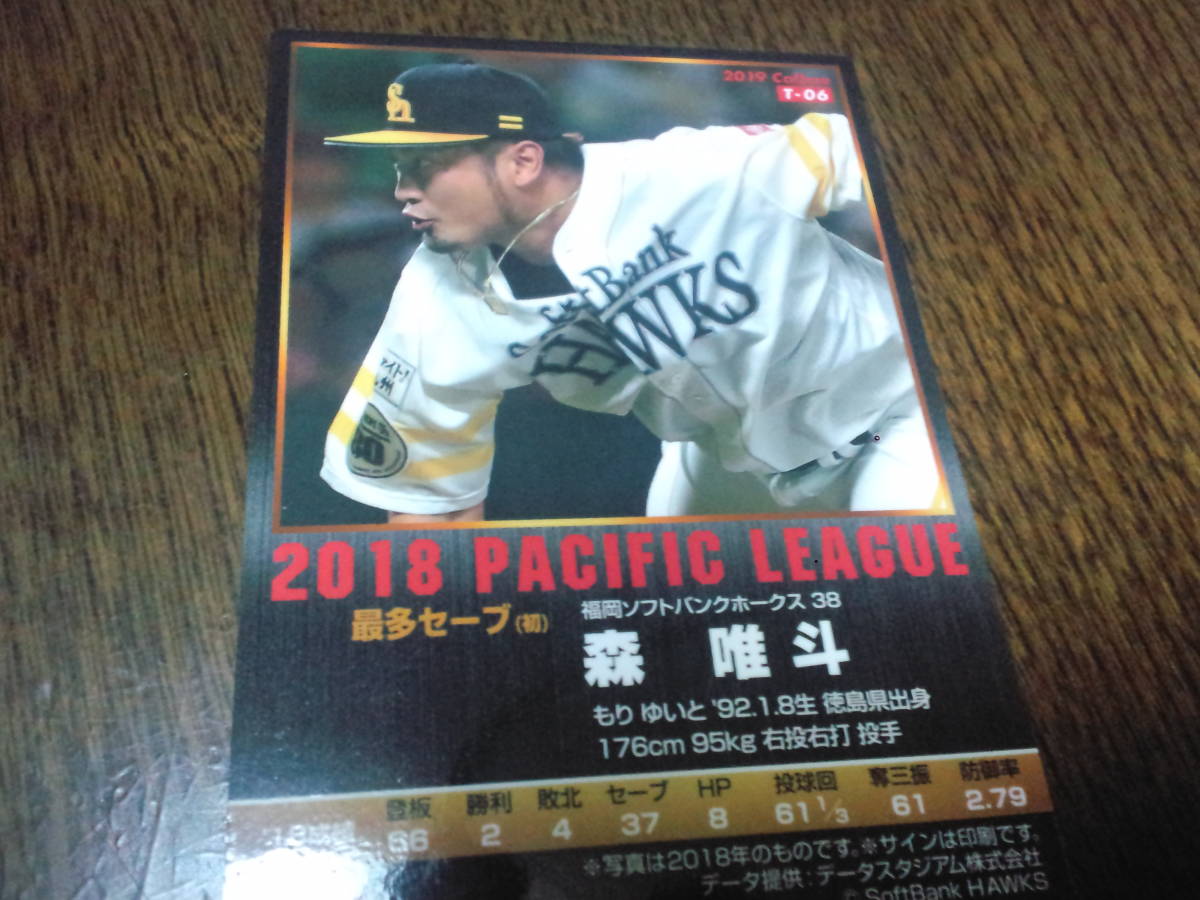 2019 Calbee
T-06
SoftBank
HAWKS
2018 PACIFIC LEAGUE
最多セーブ(初)
福岡ソフトバンクホークス 38
森 唯斗
もり ゆいと '92.1.8生 徳島県出身
176cm 95kg 右投右打 投手
登板 勝利 敗北 セーブ HP 投球回 奪三振 防御率
66 2 4 37 8 61 1/3 61 2.79
※写真は2018年のものです。※サインは印刷です。
データ提供:データスタジアム株式会社
© SoftBank HAWKS